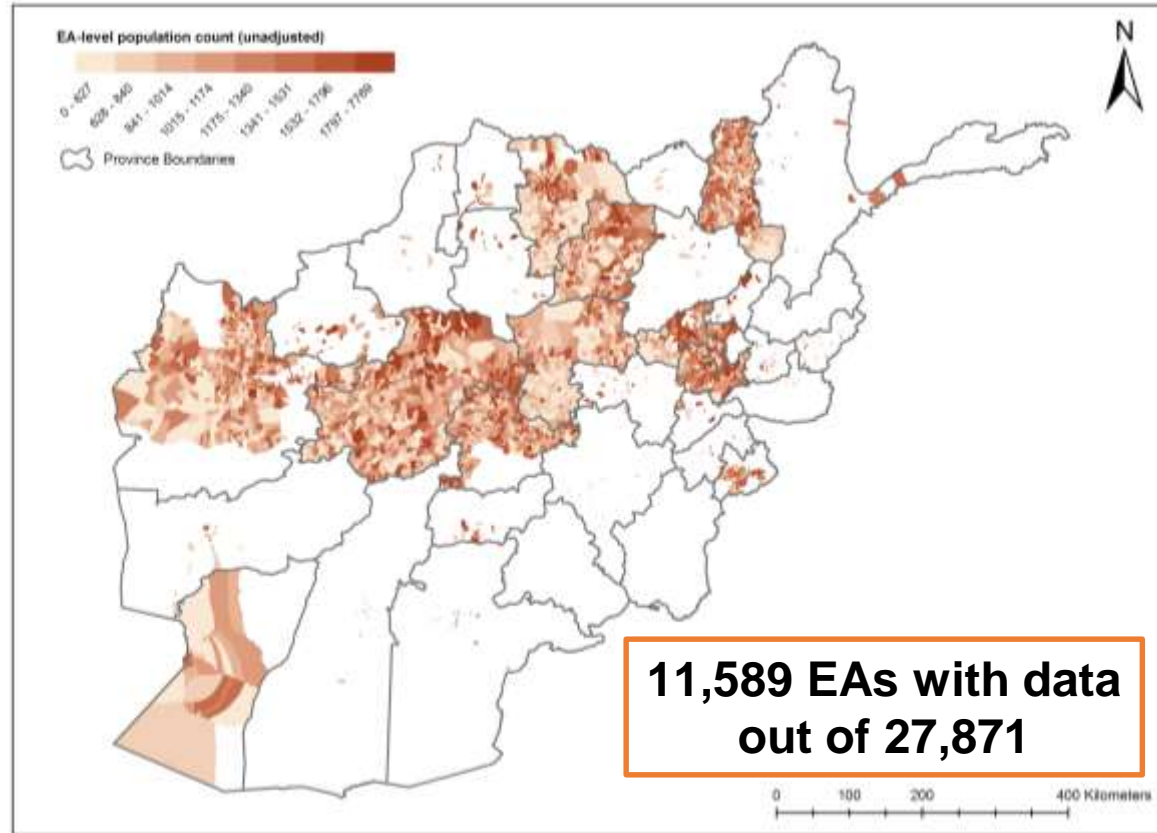 EA-level population count (unadjusted)
0 - 627
628 - 840
841 - 1014
1015 - 1174
1175 - 1340
1341 - 1531
1532 - 1796
1797 - 7769
Province Boundaries
N
11,589 EAs with data
out of 27,871
0 100 200 400 Kilometers